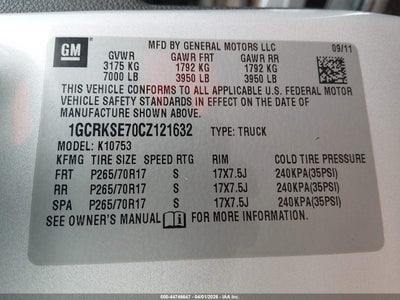 GM
MFD BY GENERAL MOTORS LLC 09/11
GVWR GAWR FRT GAWR RR
3175 KG 1792 KG 1792 KG
7000 LB 3950 LB 3950 LB
THIS VEHICLE CONFORMS TO ALL APPLICABLE U.S. FEDERAL MOTOR
VEHICLE SAFETY STANDARDS IN EFFECT ON THE DATE OF
MANUFACTURE SHOWN ABOVE.
1GCRKSE70CZ121632 TYPE: TRUCK
MODEL: K10753
KFMG TIRE SIZE SPEED RTG RIM COLD TIRE PRESSURE
FRT P265/70R17 S 17X7.5J 240KPA(35PSI)
RR P265/70R17 S 17X7.5J 240KPA(35PSI)
SPA P265/70R17 S 17X7.5J 240KPA(35PSI)
SEE OWNER'S MANUAL FOR MORE INFORMATION.
000-44746647 - 04/01/2026 - IAA Inc.